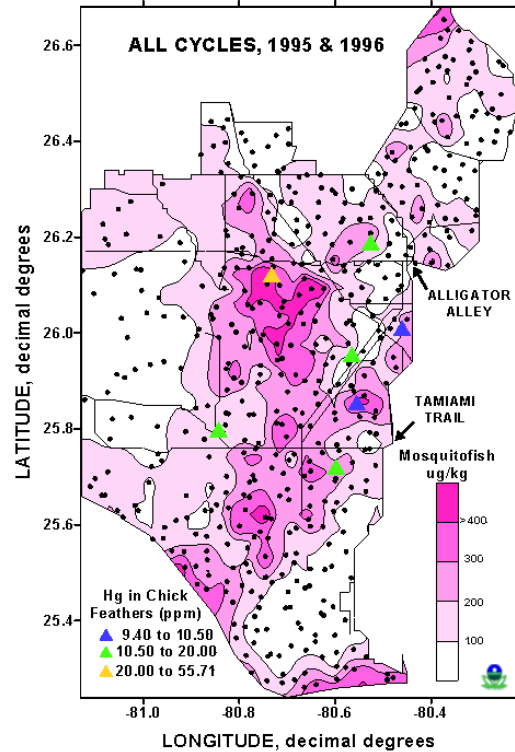 ALL CYCLES, 1995 & 1996
26.6
26.4
26.2
26.0
25.8
25.6
25.4
LATITUDE, decimal degrees
ALLIGATOR
ALLEY
TAMIAMI
TRAIL
Mosquitofish
ug/kg
>400
300
200
100
Hg in Chick
Feathers (ppm)
9.40 to 10.50
10.50 to 20.00
20.00 to 55.71
-81.0
-80.8
-80.6
-80.4
LONGITUDE, decimal degrees